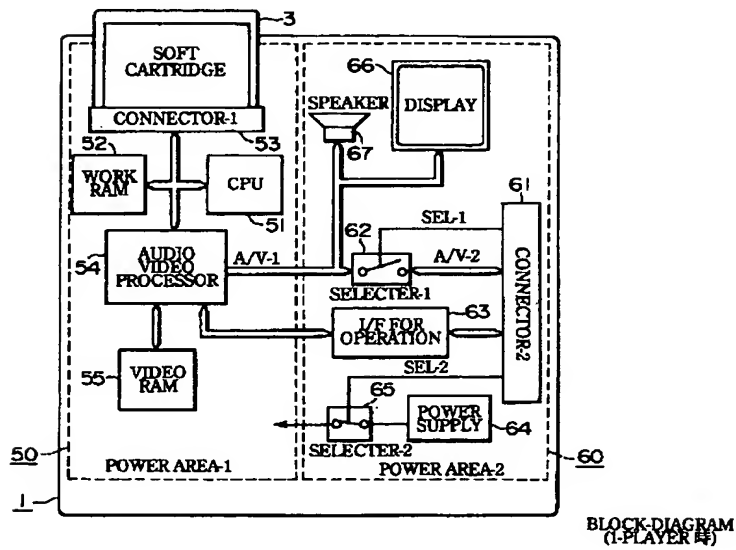 3
SOFT
CARTRIDGE
CONNECTOR-1
53
52
WORK
RAM
CPU
51
54
AUDIO
VIDEO
PROCESSOR
A/V-1
55
VIDEO
RAM
50
POWER AREA-1
1
66
DISPLAY
SPEAKER
67
61
SEL-1
62
A/V-2
SELECTER-1
CONNECTOR-2
63
I/F FOR
OPERATION
SEL-2
65
POWER
SUPPLY
64
SELECTER-2
POWER AREA-2
60
BLOCK-DIAGRAM
(1-PLAYER 時)